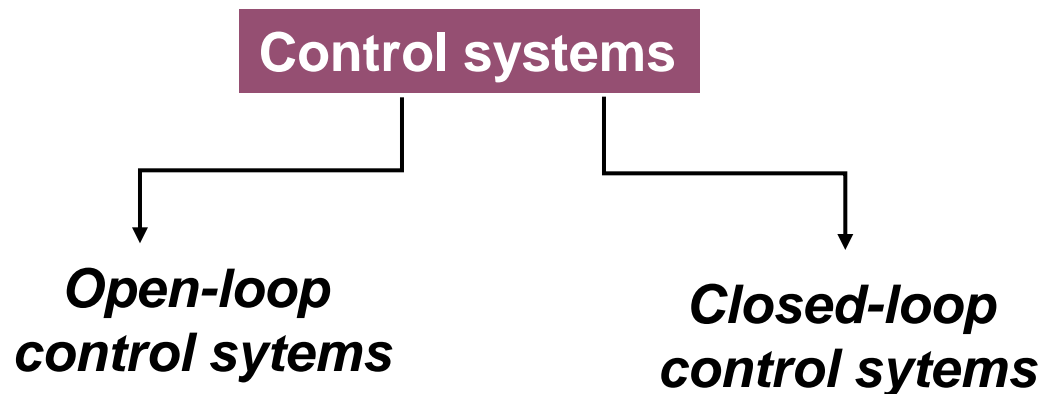 Control systems
Open-loop
control sytems
Closed-loop
control sytems